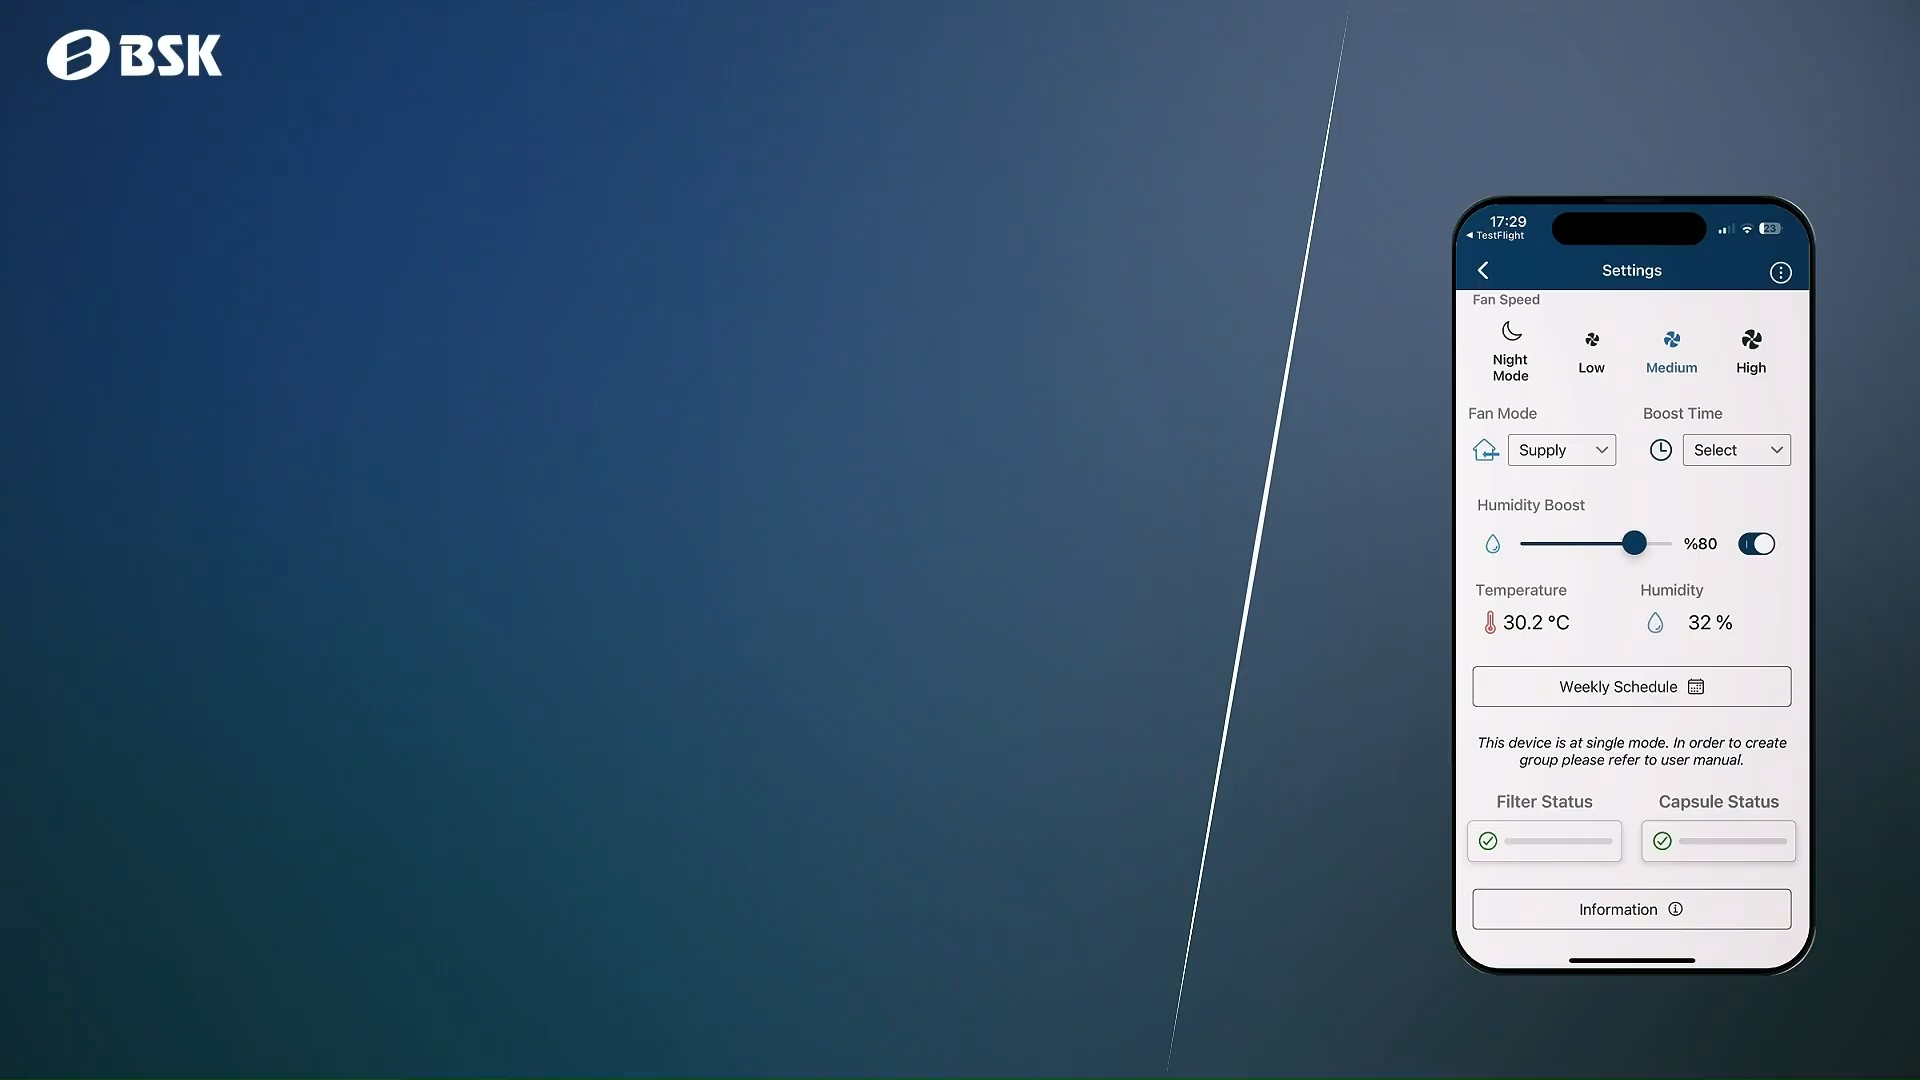 BSK
17:29
TestFlight
23
Settings
Fan Speed
Night Mode
Low
Medium
High
Fan Mode
Boost Time
Supply
Select
Humidity Boost
%80
Temperature
Humidity
30.2 °C
32 %
Weekly Schedule
This device is at single mode. In order to create
group please refer to user manual.
Filter Status
Capsule Status
Information